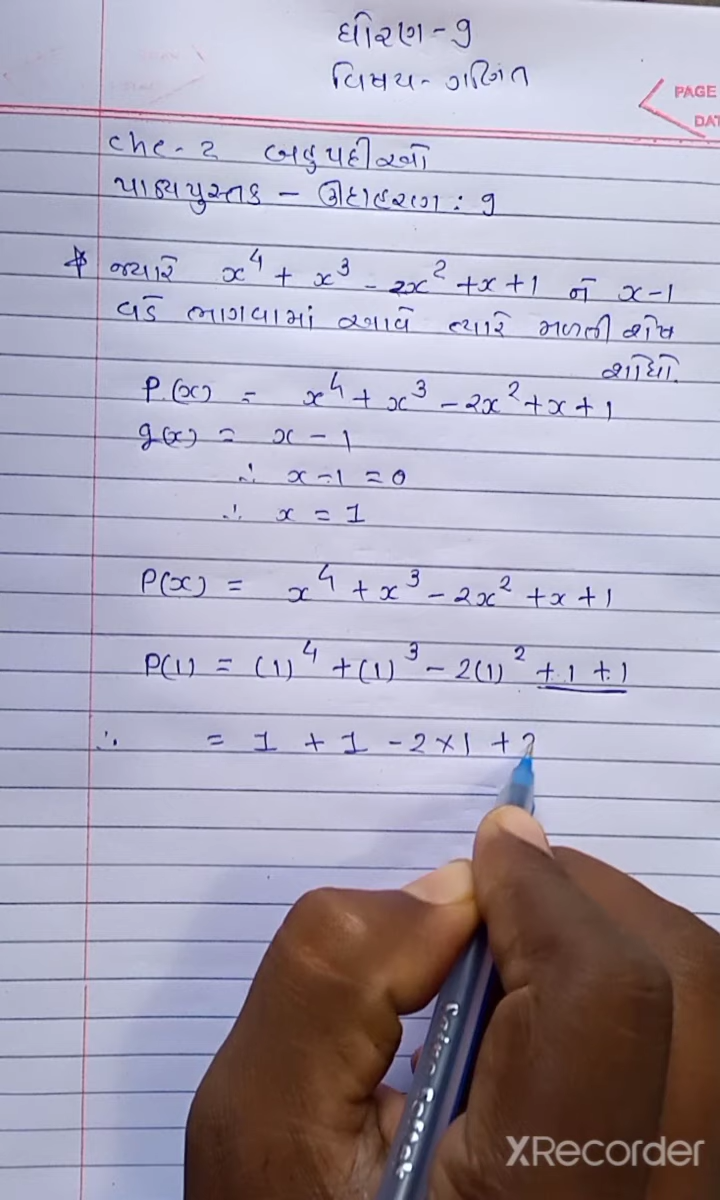 ધોરણ - 9
વિષય - ગણિત
PAGE
DAT
che - 2 બહુપદીઓ
પાઠ્યપુસ્તક - ઊદાહરણ : 9
* જ્યારે x⁴ + x³ - 2x² + x + 1 ને x - 1
વડે ભાગવામાં આવે ત્યારે મળતી શેષ
શોધો.
P.(x) = x⁴ + x³ - 2x² + x + 1
g(x) = x - 1
∴ x - 1 = 0
∴ x = 1
P(x) = x⁴ + x³ - 2x² + x + 1
P(1) = (1)⁴ + (1)³ - 2(1)² + 1 + 1
∴ = 1 + 1 - 2 × 1 + 2
XRecorder